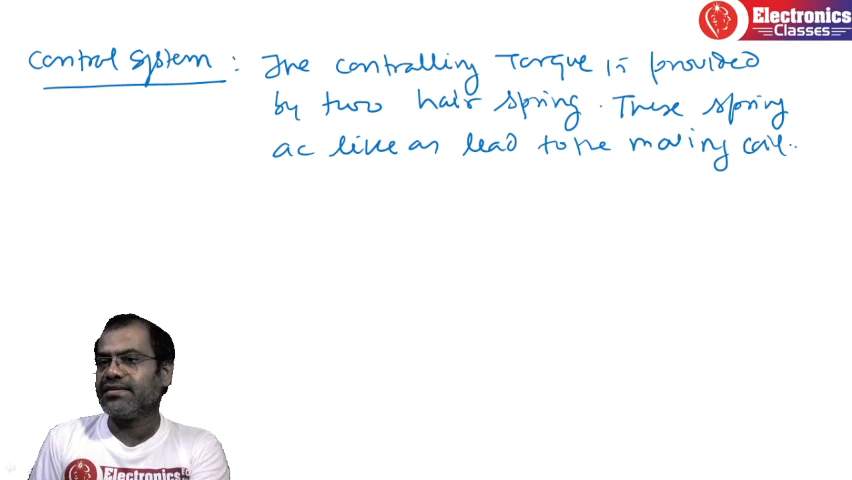 Electronics
Classes
Control System : The controlling Torque is provided
by two hair spring. These spring
ac like as lead to the moving coil.
Electronics